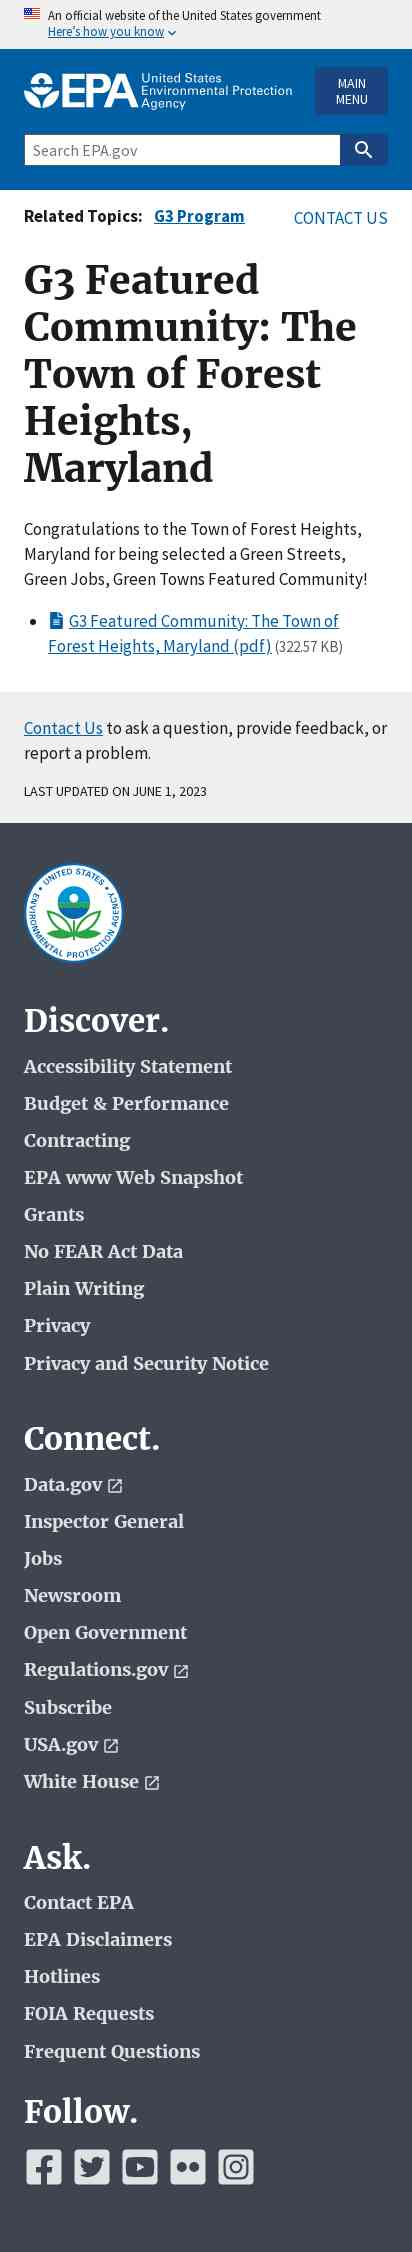 An official website of the United States government
Here's how you know
EPA United States
Environmental Protection
Agency
MAIN
MENU
Search EPA.gov
Related Topics: G3 Program
CONTACT US
G3 Featured
Community: The
Town of Forest
Heights,
Maryland
Congratulations to the Town of Forest Heights,
Maryland for being selected a Green Streets,
Green Jobs, Green Towns Featured Community!
G3 Featured Community: The Town of
Forest Heights, Maryland (pdf) (322.57 KB)
Contact Us to ask a question, provide feedback, or
report a problem.
LAST UPDATED ON JUNE 1, 2023
UNITED STATES
ENVIRONMENTAL PROTECTION AGENCY
Discover.
Accessibility Statement
Budget & Performance
Contracting
EPA www Web Snapshot
Grants
No FEAR Act Data
Plain Writing
Privacy
Privacy and Security Notice
Connect.
Data.gov
Inspector General
Jobs
Newsroom
Open Government
Regulations.gov
Subscribe
USA.gov
White House
Ask.
Contact EPA
EPA Disclaimers
Hotlines
FOIA Requests
Frequent Questions
Follow.